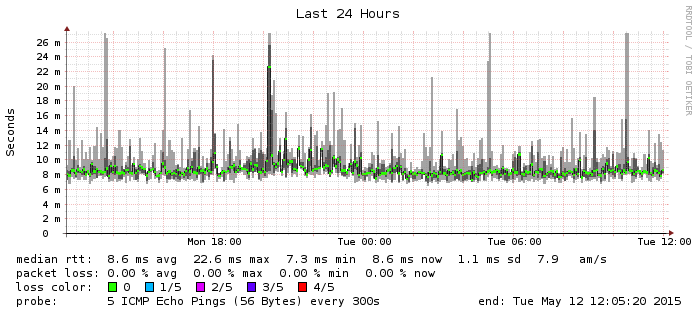 Last 24 Hours
RRDTOOL / TOBI OETIKER
Seconds
26 m
24 m
22 m
20 m
18 m
16 m
14 m
12 m
10 m
8 m
6 m
4 m
2 m
0
Mon 18:00 Tue 00:00 Tue 06:00 Tue 12:00
median rtt: 8.6 ms avg 22.6 ms max 7.3 ms min 8.6 ms now 1.1 ms sd 7.9 am/s
packet loss: 0.00 % avg 0.00 % max 0.00 % min 0.00 % now
loss color: 0 1/5 2/5 3/5 4/5
probe: 5 ICMP Echo Pings (56 Bytes) every 300s end: Tue May 12 12:05:20 2015